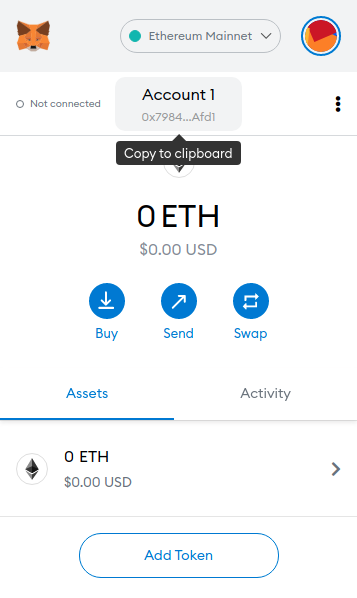 Ethereum Mainnet
Not connected
Account 1
0x7984...Afd1
Copy to clipboard
0 ETH
$0.00 USD
Buy
Send
Swap
Assets
Activity
0 ETH
$0.00 USD
Add Token